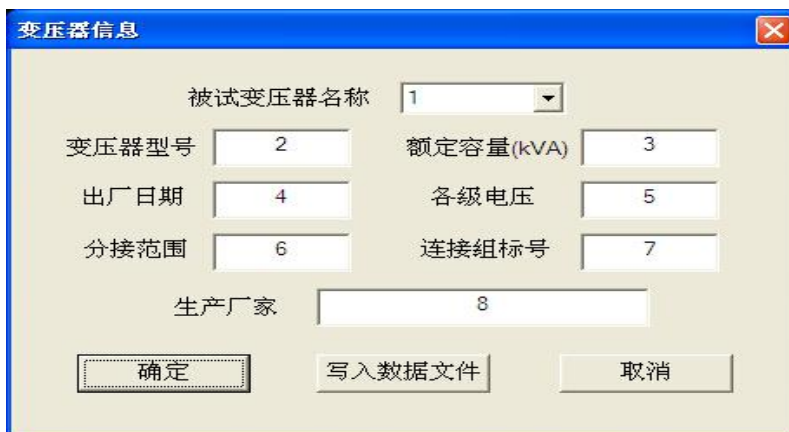 变压器信息
被试变压器名称 1
变压器型号 2 额定容量(kVA) 3
出厂日期 4 各级电压 5
分接范围 6 连接组标号 7
生产厂家 8
确定 写入数据文件 取消